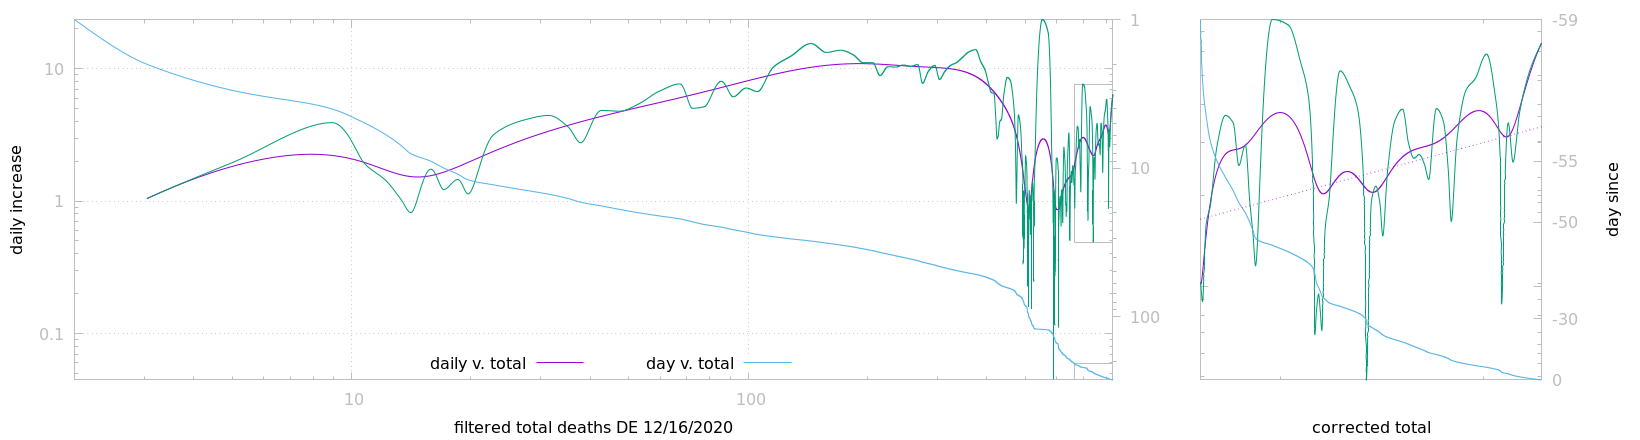 daily increase
10
1
0.1
10
100
filtered total deaths DE 12/16/2020
daily v. total
day v. total
1
10
100
corrected total
-59
-55
-50
-30
0
day since